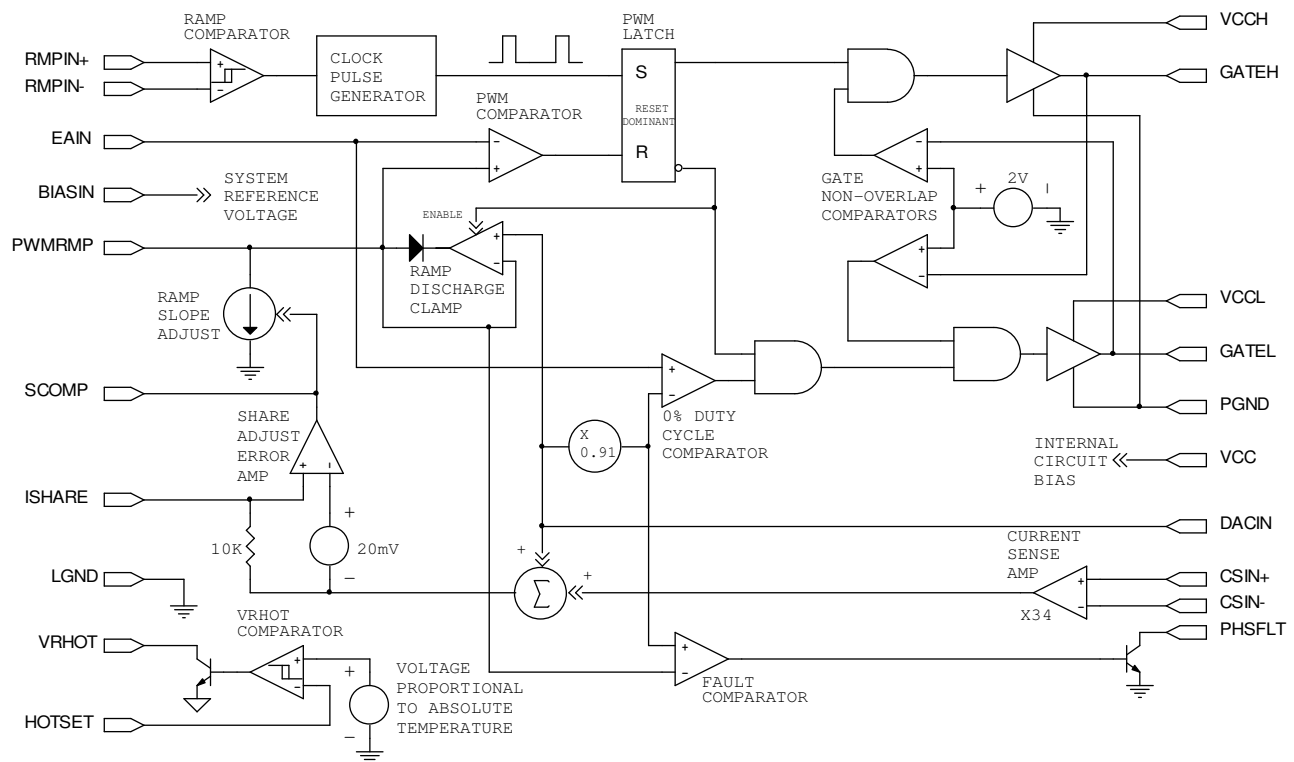 RAMP
COMPARATOR
PWM
LATCH
VCCH
RMPIN+
RMPIN-
+
−
CLOCK
PULSE
GENERATOR
S
RESET
DOMINANT
R
GATEH
PWM
COMPARATOR
EAIN
−
+
−
+
BIASIN
SYSTEM
REFERENCE
VOLTAGE
GATE
NON-OVERLAP
COMPARATORS
+
2V
−
ENABLE
PWMRMP
+
−
+
−
RAMP
DISCHARGE
CLAMP
RAMP
SLOPE
ADJUST
VCCL
GATEL
SCOMP
+
−
0% DUTY
CYCLE
COMPARATOR
PGND
SHARE
ADJUST
ERROR
AMP
+
−
X
0.91
INTERNAL
CIRCUIT
BIAS
VCC
ISHARE
10K
+
20mV
−
DACIN
CURRENT
SENSE
AMP
+
Σ
+
+
−
X34
CSIN+
CSIN-
LGND
VRHOT
COMPARATOR
VRHOT
+
−
+
−
VOLTAGE
PROPORTIONAL
TO ABSOLUTE
TEMPERATURE
+
−
FAULT
COMPARATOR
PHSFLT
HOTSET